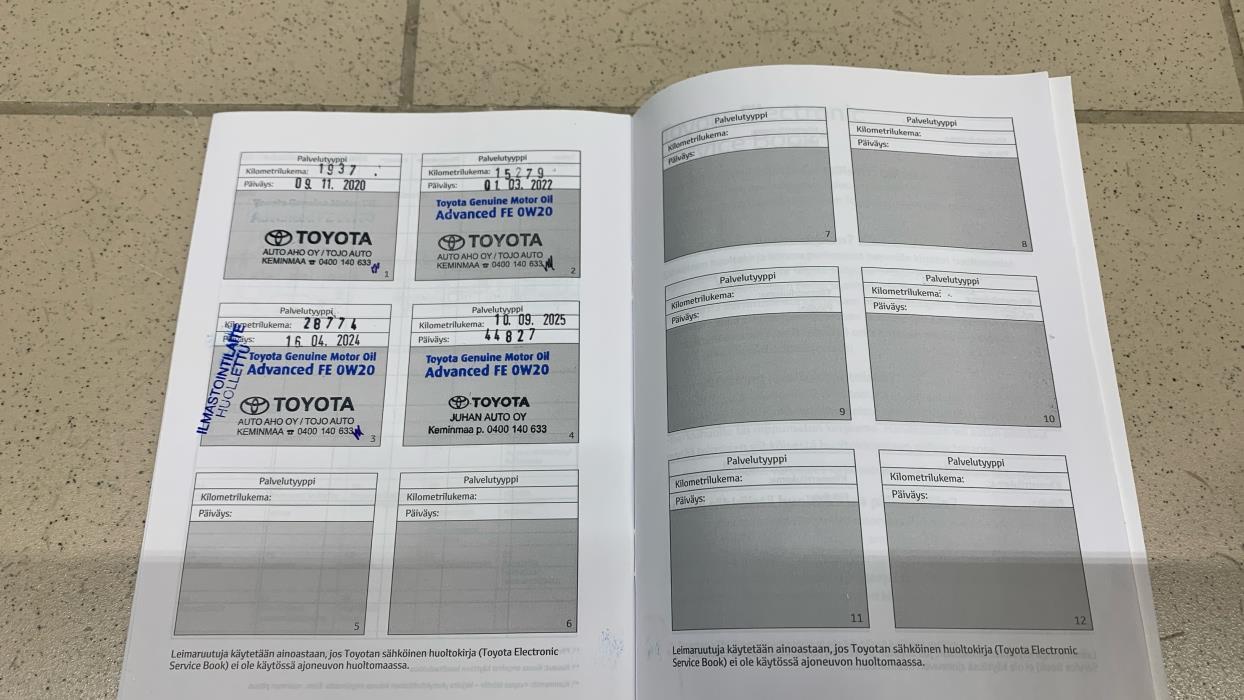 Palvelutyyppi
Kilometrilukema: 1937
Päiväys: 09. 11. 2020
TOYOTA
AUTO AHO OY / TOJO AUTO
KEMINMAA ☎ 0400 140 633
1
Palvelutyyppi
Kilometrilukema: 15279
Päiväys: 01. 03. 2022
Toyota Genuine Motor Oil
Advanced FE 0W20
TOYOTA
AUTO AHO OY / TOJO AUTO
KEMINMAA ☎ 0400 140 633
2
Palvelutyyppi
Kilometrilukema: 28774
Päiväys: 16. 04. 2024
ILMASTOINTILAITE
HUOLLETTU
Toyota Genuine Motor Oil
Advanced FE 0W20
TOYOTA
AUTO AHO OY / TOJO AUTO
KEMINMAA ☎ 0400 140 633
3
Palvelutyyppi
Kilometrilukema: 10. 09. 2025
Päiväys: 44827
Toyota Genuine Motor Oil
Advanced FE 0W20
TOYOTA
JUHAN AUTO OY
Keminmaa p. 0400 140 633
4
Palvelutyyppi
Kilometrilukema:
Päiväys:
5
Palvelutyyppi
Kilometrilukema:
Päiväys:
6
Leimaruutuja käytetään ainoastaan, jos Toyotan sähköinen huoltokirja (Toyota Electronic
Service Book) ei ole käytössä ajoneuvon huoltomaassa.
Palvelutyyppi
Kilometrilukema:
Päiväys:
7
Palvelutyyppi
Kilometrilukema:
Päiväys:
8
Palvelutyyppi
Kilometrilukema:
Päiväys:
9
Palvelutyyppi
Kilometrilukema:
Päiväys:
10
Palvelutyyppi
Kilometrilukema:
Päiväys:
11
Palvelutyyppi
Kilometrilukema:
Päiväys:
12
Leimaruutuja käytetään ainoastaan, jos Toyotan sähköinen huoltokirja (Toyota Electronic
Service Book) ei ole käytössä ajoneuvon huoltomaassa.